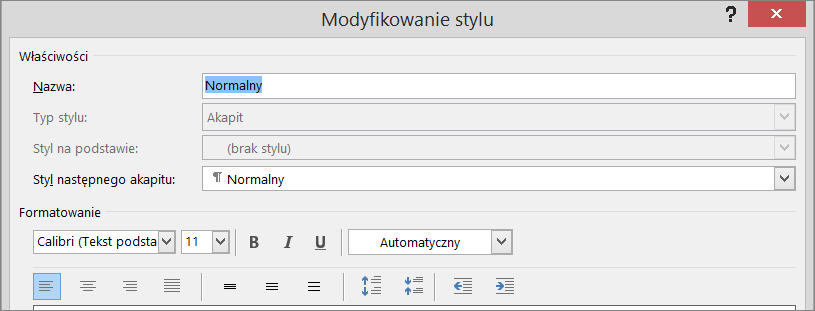 Modyfikowanie stylu ?
Właściwości
Nazwa: Normalny
Typ stylu: Akapit
Styl na podstawie: (brak stylu)
Styl następnego akapitu: ¶ Normalny
Formatowanie
Calibri (Tekst podsta 11 B I U Automatyczny